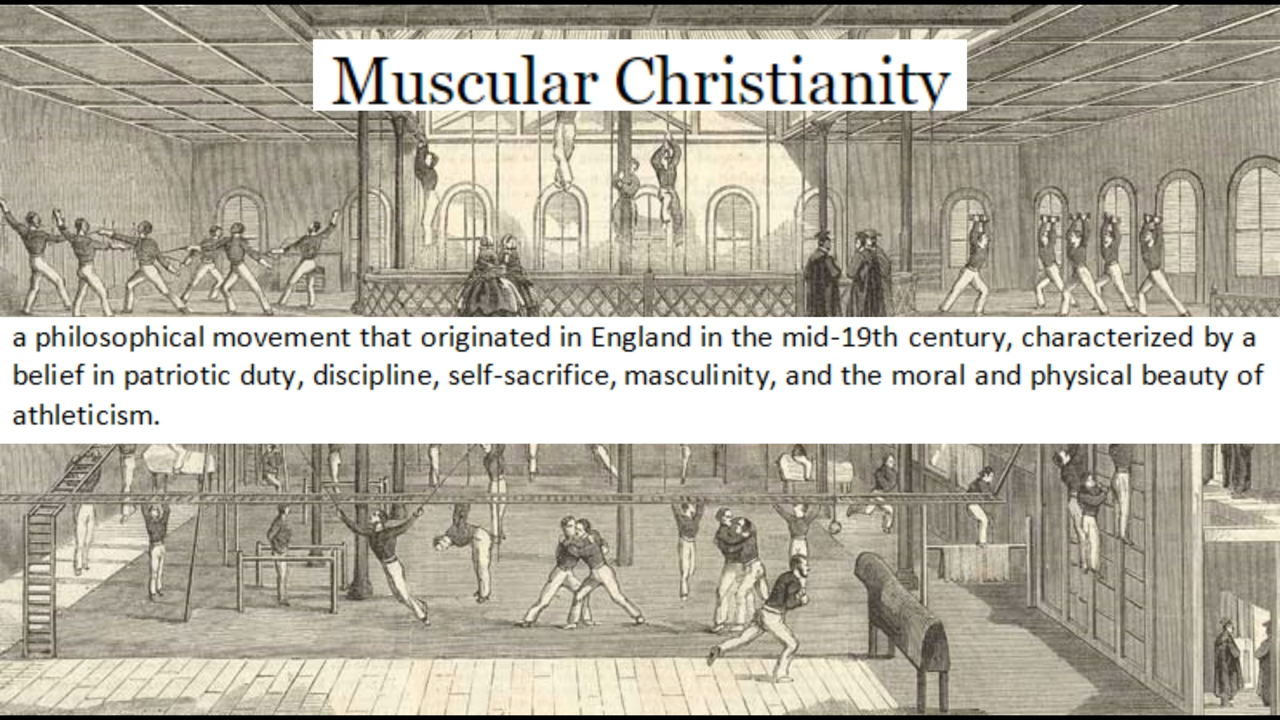 Muscular Christianity
a philosophical movement that originated in England in the mid-19th century, characterized by a
belief in patriotic duty, discipline, self-sacrifice, masculinity, and the moral and physical beauty of
athleticism.